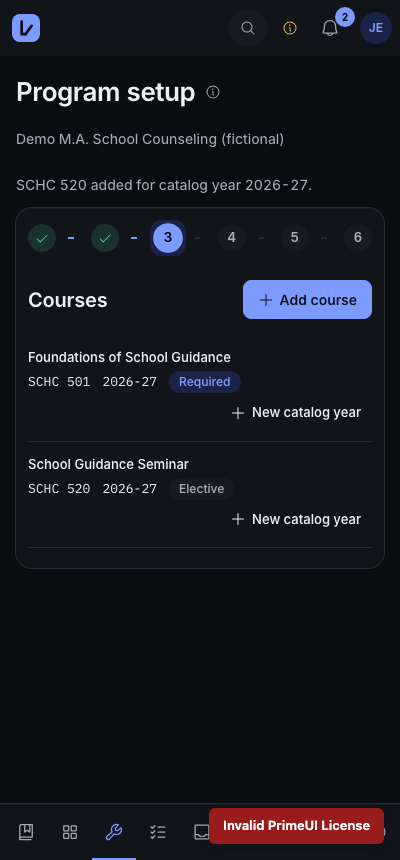 2
JE
Program setup
Demo M.A. School Counseling (fictional)
SCHC 520 added for catalog year 2026-27.
3 4 5 6
Courses
+ Add course
Foundations of School Guidance
SCHC 501 2026-27 Required
+ New catalog year
School Guidance Seminar
SCHC 520 2026-27 Elective
+ New catalog year
Invalid PrimeUI License